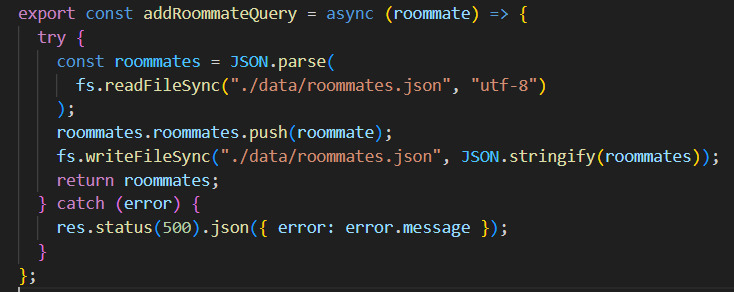 export const addRoommateQuery = async (roommate) => {
try {
const roommates = JSON.parse(
fs.readFileSync("./data/roommates.json", "utf-8")
);
roommates.roommates.push(roommate);
fs.writeFileSync("./data/roommates.json", JSON.stringify(roommates));
return roommates;
} catch (error) {
res.status(500).json({ error: error.message });
}
};